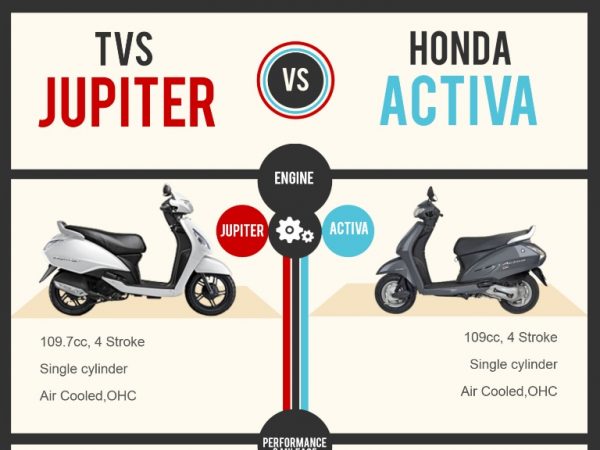 TVS
JUPITER
VS
HONDA
ACTIVA
ENGINE
JUPITER
ACTIVA
109.7cc, 4 Stroke
Single cylinder
Air Cooled,OHC
109cc, 4 Stroke
Single cylinder
Air Cooled,OHC
PERFORMANCE
& MILEAGE